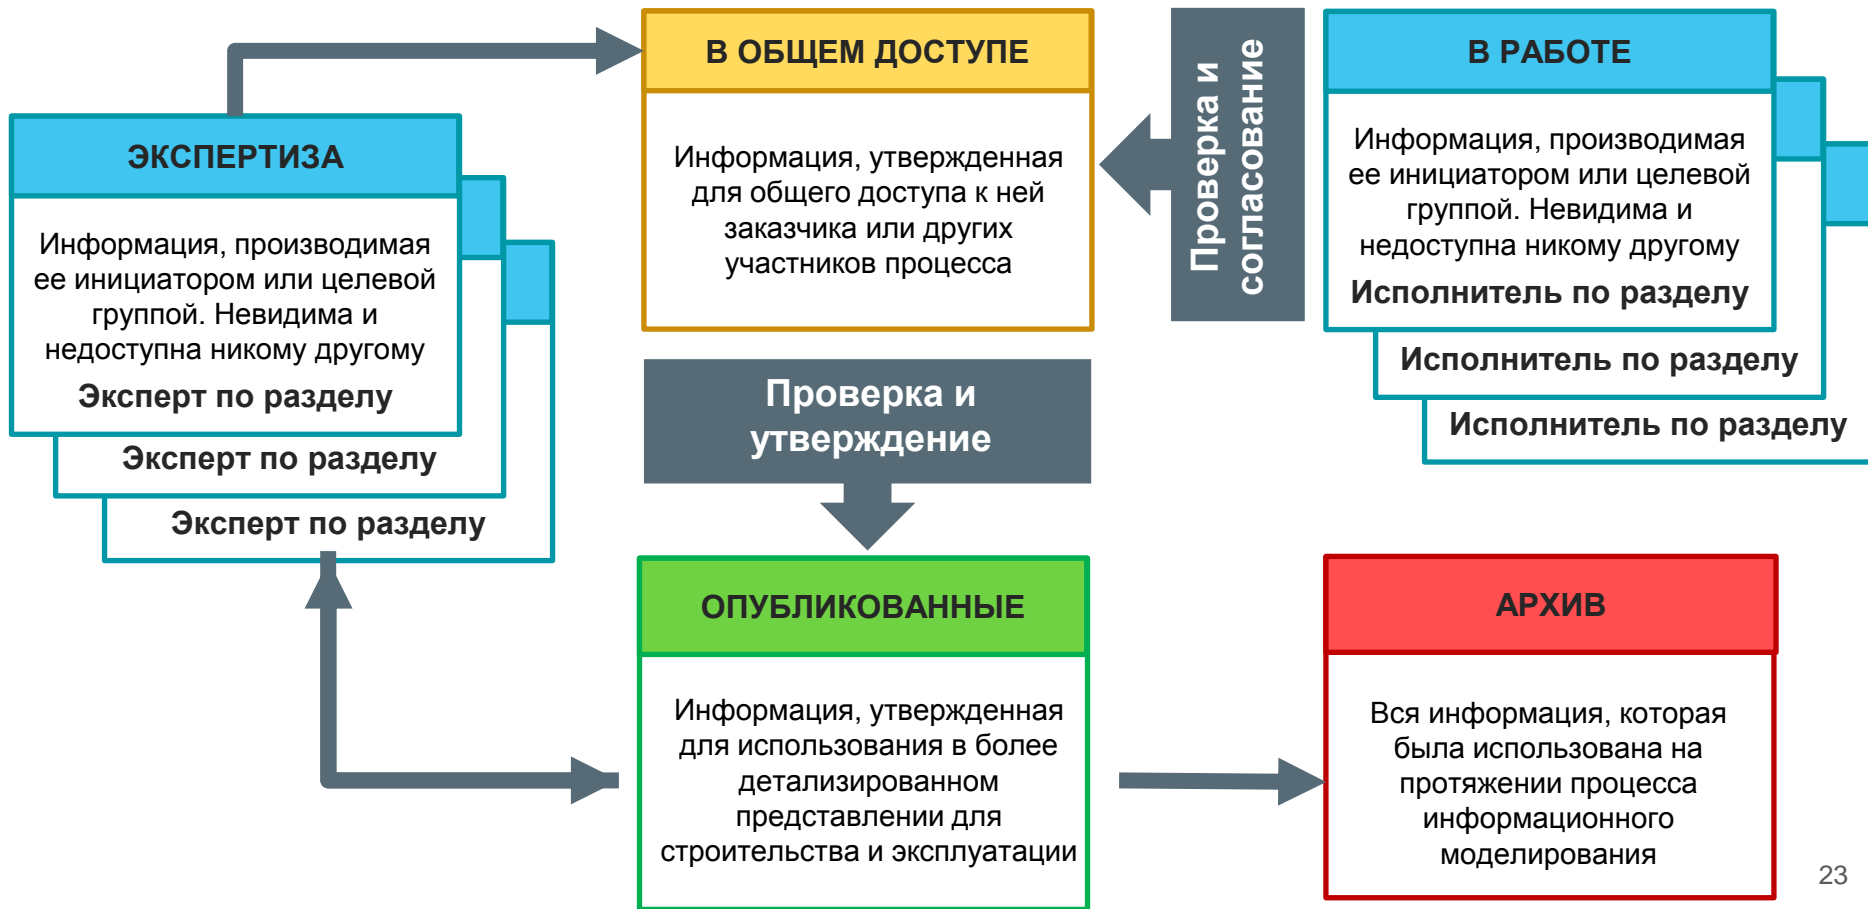 ЭКСПЕРТИЗА
Информация, производимая
ее инициатором или целевой
группой. Невидима и
недоступна никому другому
Эксперт по разделу
Эксперт по разделу
Эксперт по разделу
В ОБЩЕМ ДОСТУПЕ
Информация, утвержденная
для общего доступа к ней
заказчика или других
участников процесса
Проверка и
согласование
В РАБОТЕ
Информация, производимая
ее инициатором или целевой
группой. Невидима и
недоступна никому другому
Исполнитель по разделу
Исполнитель по разделу
Исполнитель по разделу
Проверка и
утверждение
ОПУБЛИКОВАННЫЕ
Информация, утвержденная
для использования в более
детализированном
представлении для
строительства и эксплуатации
АРХИВ
Вся информация, которая
была использована на
протяжении процесса
информационного
моделирования
23